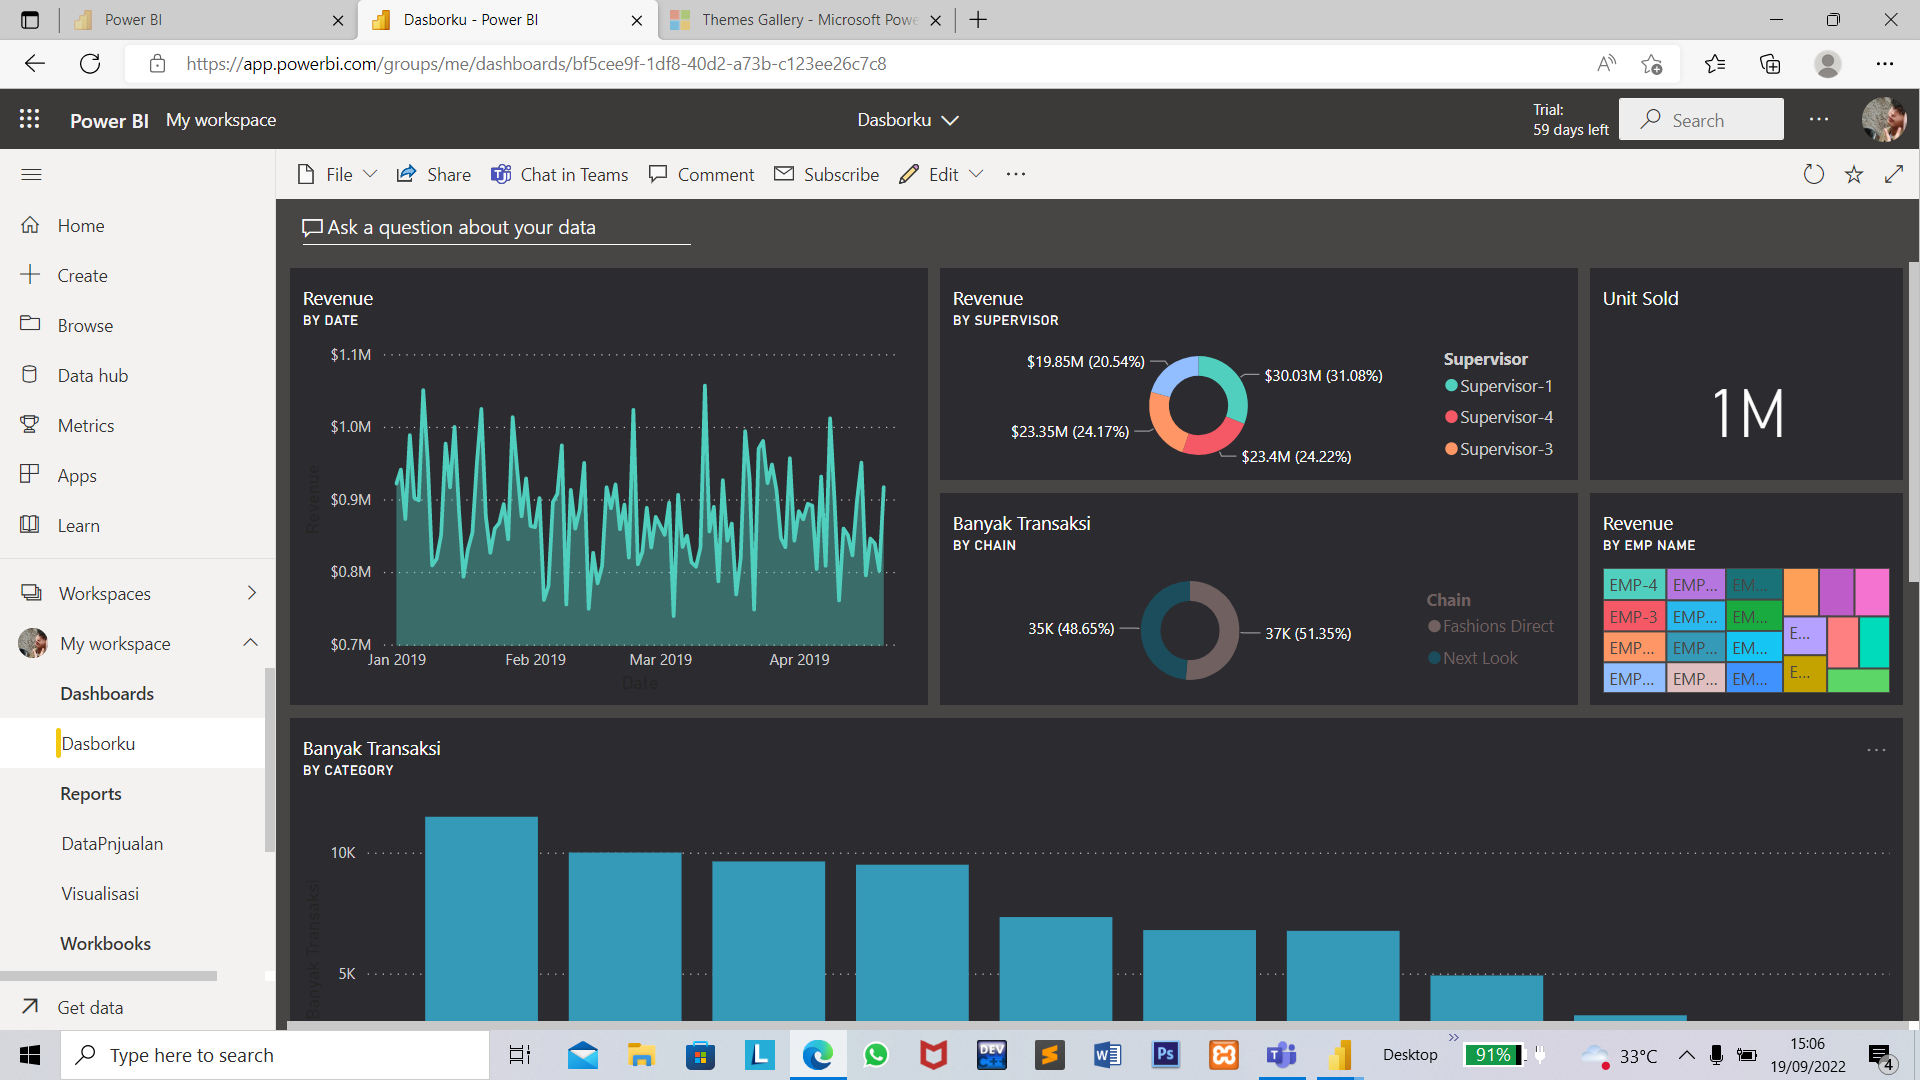 Power BI
Dasborku - Power BI
Themes Gallery - Microsoft Powe
https://app.powerbi.com/groups/me/dashboards/bf5cee9f-1df8-40d2-a73b-c123ee26c7c8
Power BI My workspace
Dasborku
Trial:
59 days left
Search
File
Share
Chat in Teams
Comment
Subscribe
Edit
Home
Create
Browse
Data hub
Metrics
Apps
Learn
Workspaces
My workspace
Dashboards
Dasborku
Reports
DataPnjualan
Visualisasi
Workbooks
Get data
Ask a question about your data
Revenue
BY DATE
$1.1M
$1.0M
$0.9M
$0.8M
$0.7M
Revenue
Jan 2019
Feb 2019
Mar 2019
Apr 2019
Date
Revenue
BY SUPERVISOR
$19.85M (20.54%)
$30.03M (31.08%)
$23.35M (24.17%)
$23.4M (24.22%)
Supervisor
Supervisor-1
Supervisor-4
Supervisor-3
Unit Sold
1M
Banyak Transaksi
BY CHAIN
35K (48.65%)
37K (51.35%)
Chain
Fashions Direct
Next Look
Revenue
BY EMP NAME
EMP-4 EMP... EM...
EMP-3 EMP... EM... E...
EMP... EMP... EM...
EMP... EMP... EM... E...
Banyak Transaksi
BY CATEGORY
10K
5K
Banyak Transaksi
Type here to search
L
DEV
C++
Ps
Desktop
91%
33°C
15:06
19/09/2022
4